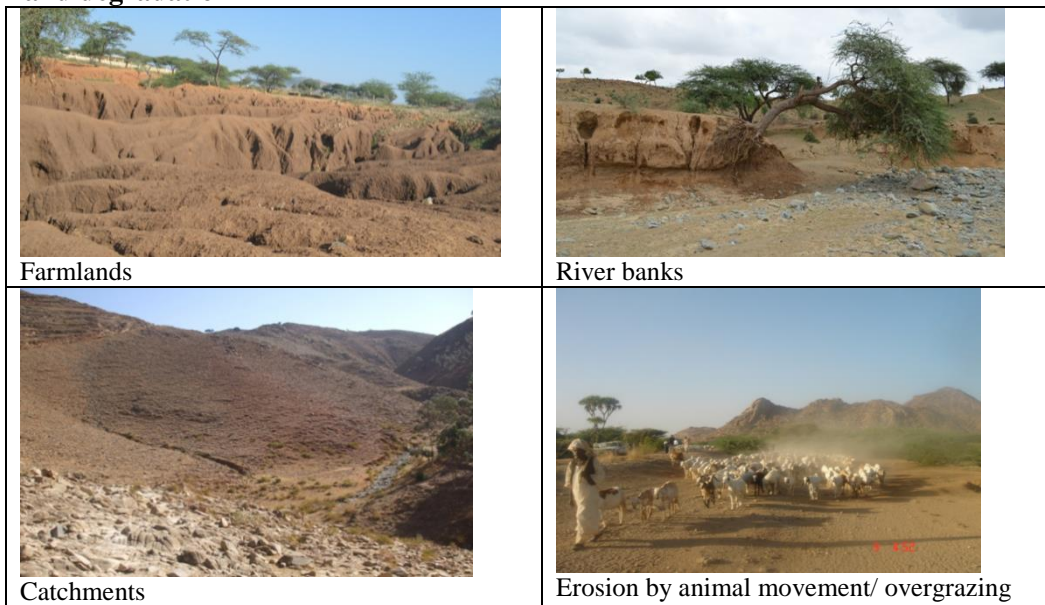 Farmlands
River banks
Catchments
Erosion by animal movement/ overgrazing